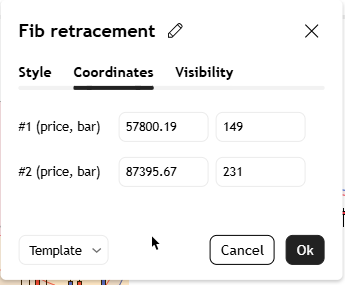 Fib retracement
Style Coordinates Visibility
#1 (price, bar) 57800.19 149
#2 (price, bar) 87395.67 231
Template Cancel Ok